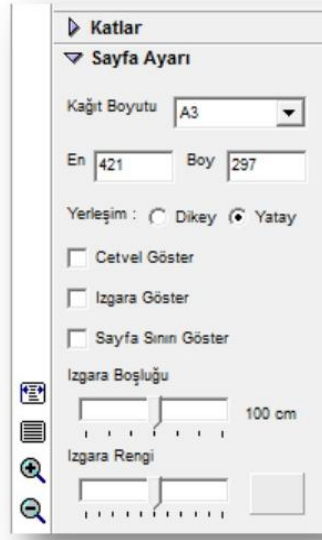 Katlar
Sayfa Ayarı
Kağıt Boyutu A3
En 421 Boy 297
Yerleşim : Dikey Yatay
Cetvel Göster
Izgara Göster
Sayfa Sınırı Göster
Izgara Boşluğu
100 cm
Izgara Rengi